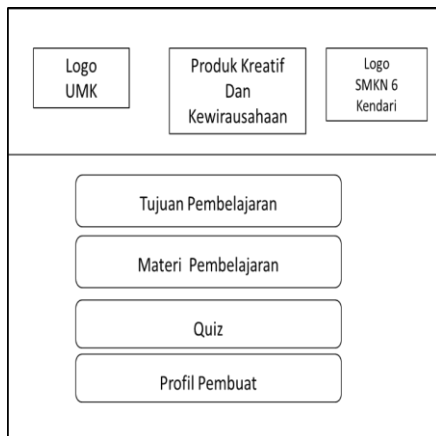 Logo
UMK
Produk Kreatif
Dan
Kewirausahaan
Logo
SMKN 6
Kendari
Tujuan Pembelajaran
Materi Pembelajaran
Quiz
Profil Pembuat